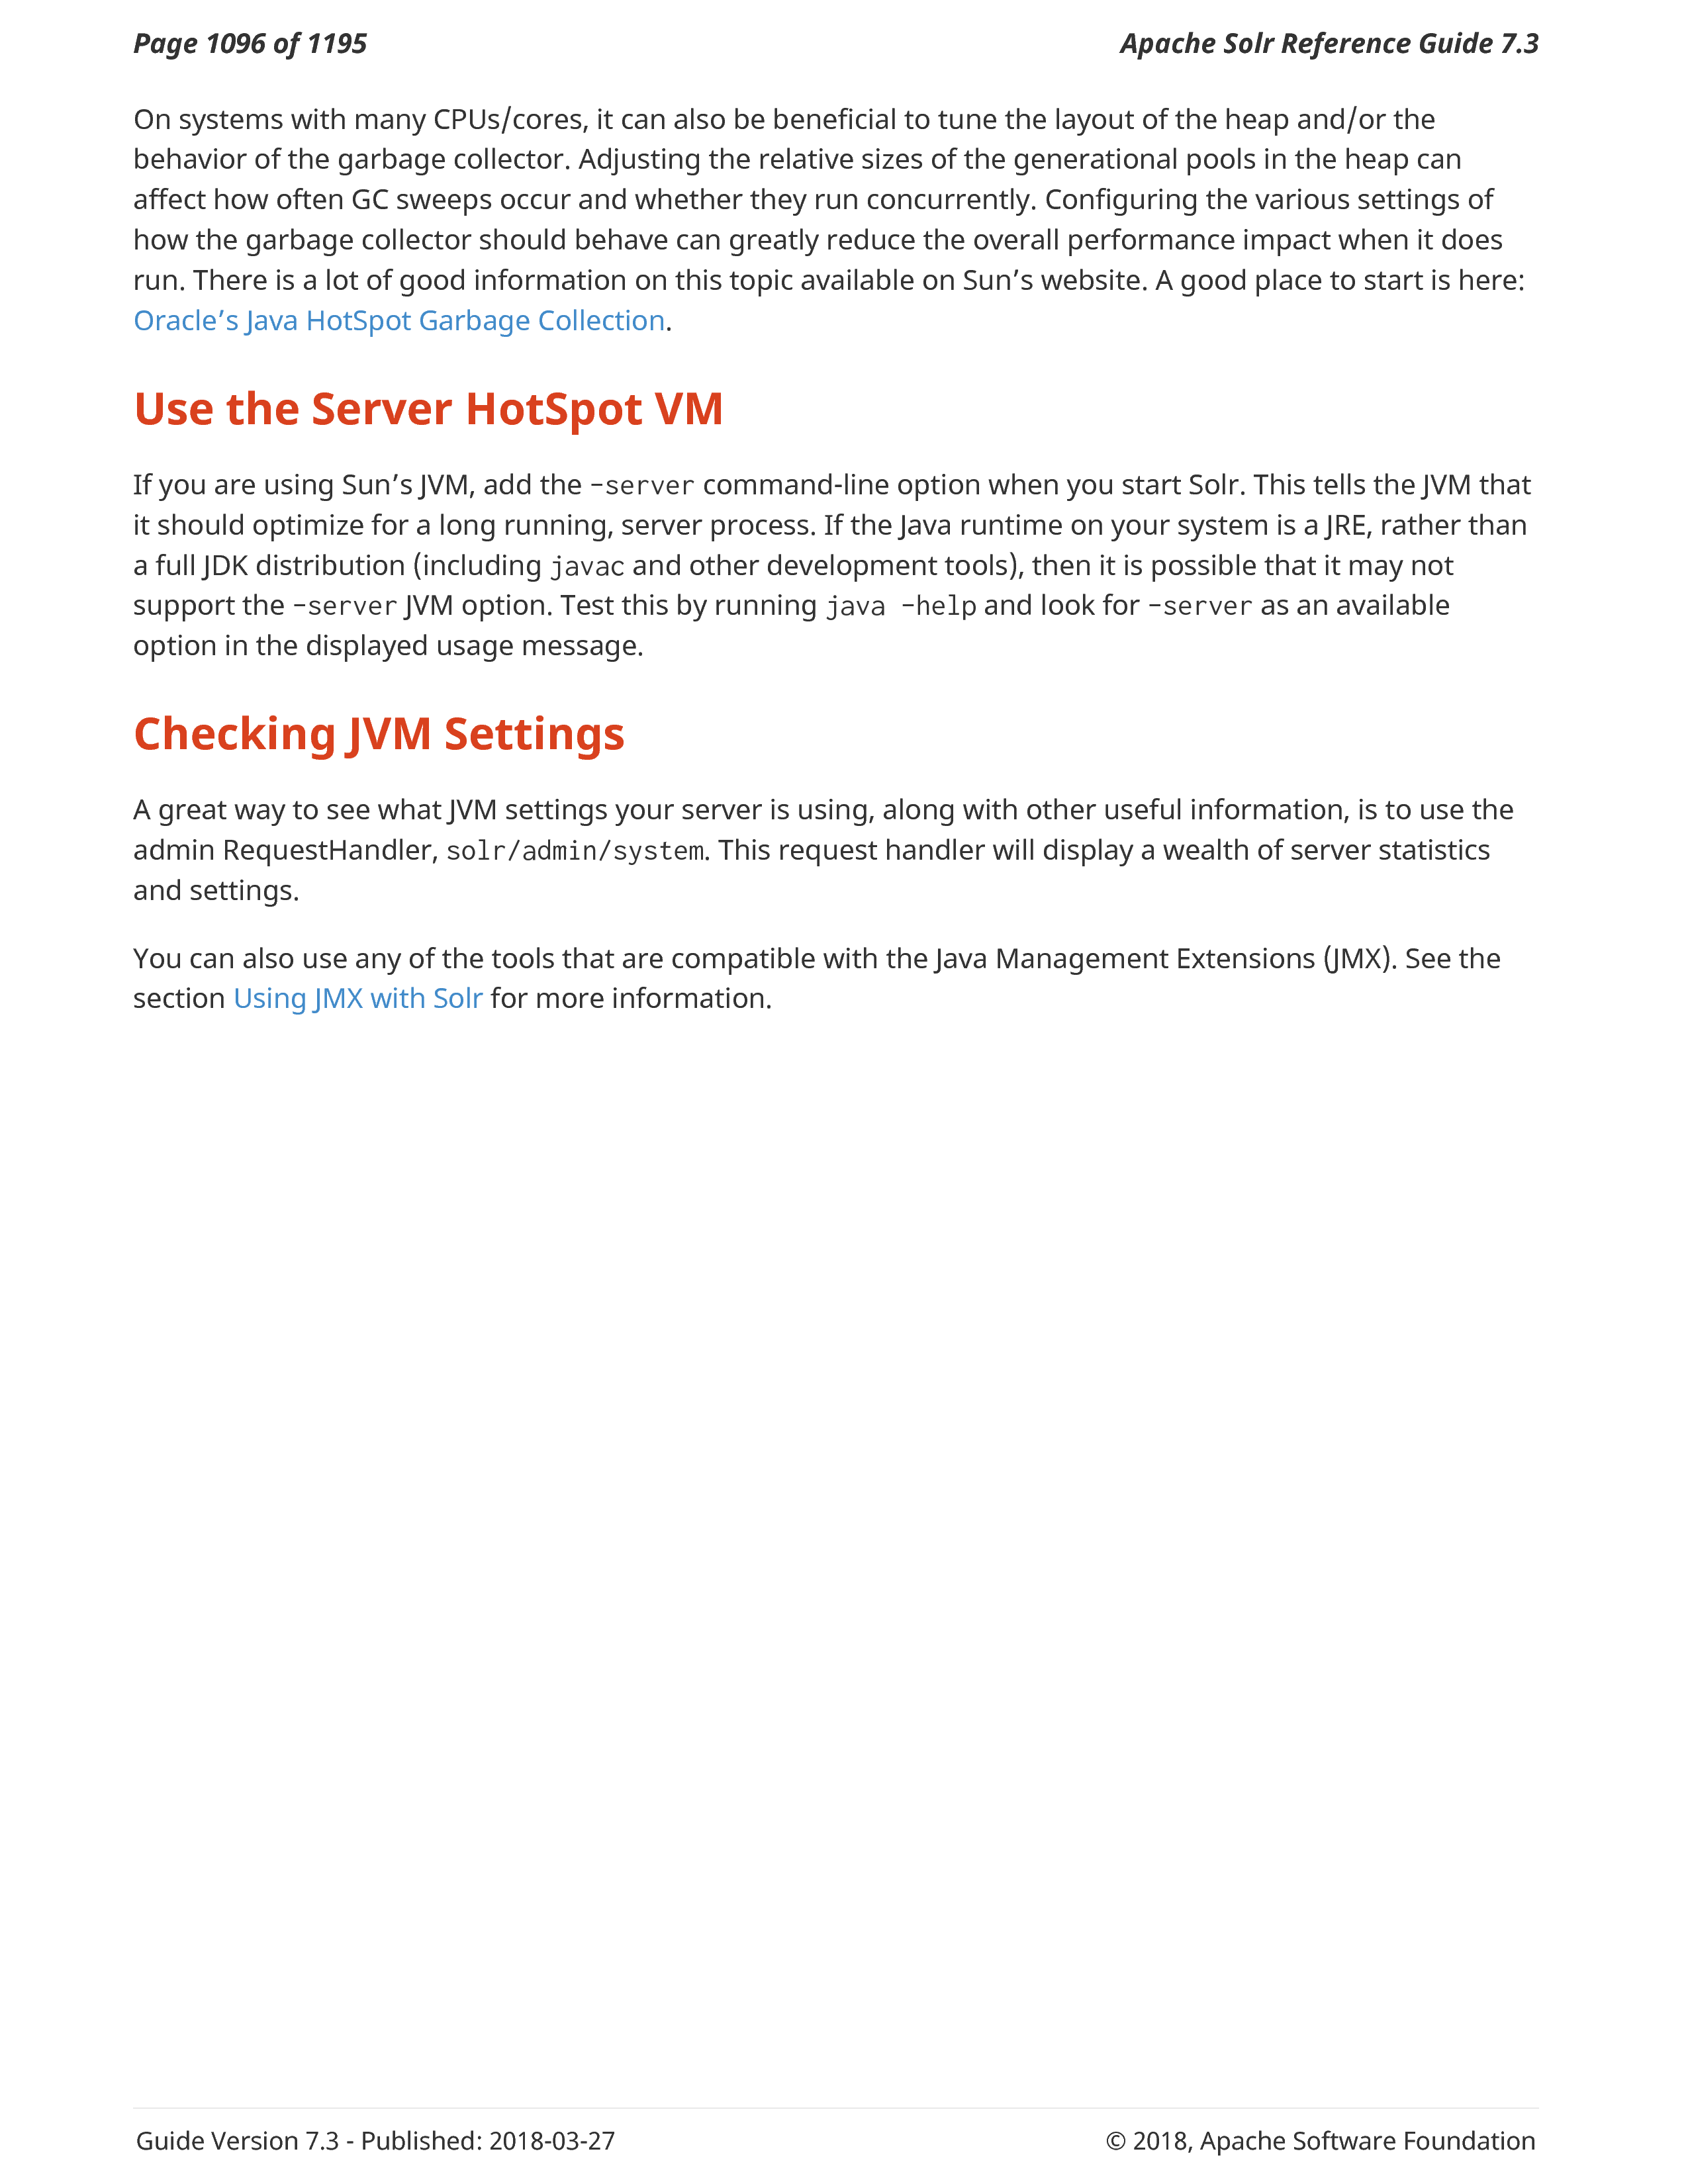 Page 1096 of 1195
Apache Solr Reference Guide 7.3
On systems with many CPUs/cores, it can also be beneficial to tune the layout of the heap and/or the
behavior of the garbage collector. Adjusting the relative sizes of the generational pools in the heap can
affect how often GC sweeps occur and whether they run concurrently. Configuring the various settings of
how the garbage collector should behave can greatly reduce the overall performance impact when it does
run. There is a lot of good information on this topic available on Sun’s website. A good place to start is here:
Oracle’s Java HotSpot Garbage Collection.
Use the Server HotSpot VM
If you are using Sun’s JVM, add the -server command-line option when you start Solr. This tells the JVM that
it should optimize for a long running, server process. If the Java runtime on your system is a JRE, rather than
a full JDK distribution (including javac and other development tools), then it is possible that it may not
support the -server JVM option. Test this by running java -help and look for -server as an available
option in the displayed usage message.
Checking JVM Settings
A great way to see what JVM settings your server is using, along with other useful information, is to use the
admin RequestHandler, solr/admin/system. This request handler will display a wealth of server statistics
and settings.
You can also use any of the tools that are compatible with the Java Management Extensions (JMX). See the
section Using JMX with Solr for more information.
Guide Version 7.3 - Published: 2018-03-27
© 2018, Apache Software Foundation